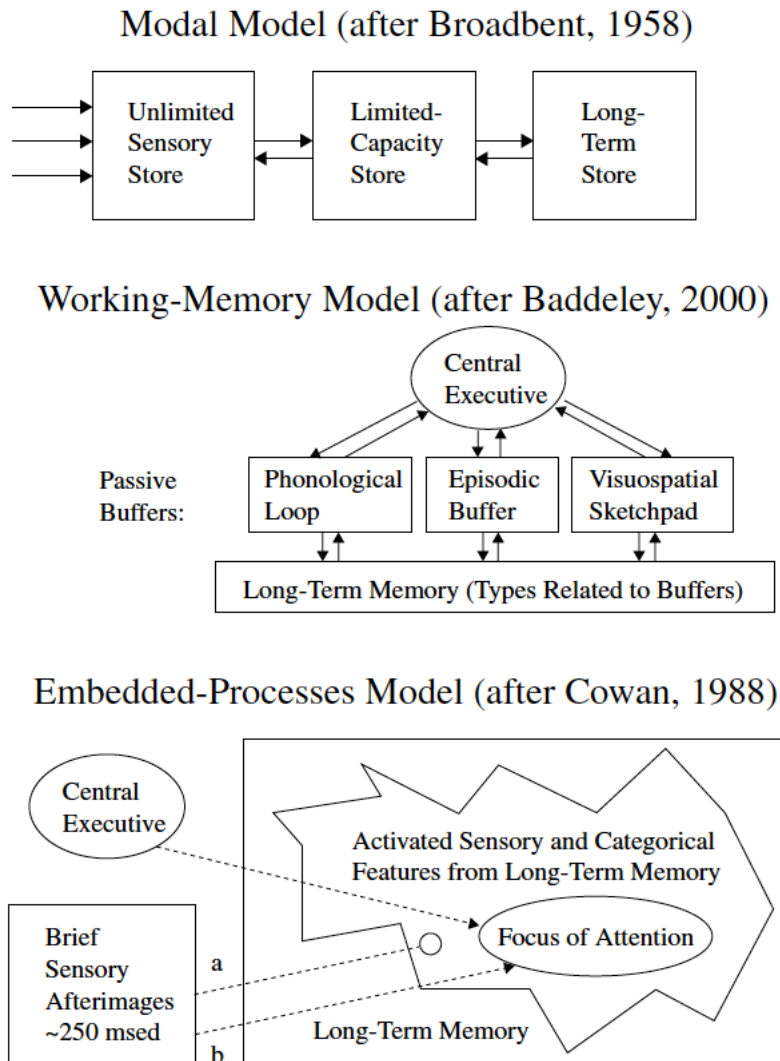 Modal Model (after Broadbent, 1958)
Unlimited
Sensory
Store
Limited-
Capacity
Store
Long-
Term
Store
Working-Memory Model (after Baddeley, 2000)
Central
Executive
Passive
Buffers:
Phonological
Loop
Episodic
Buffer
Visuospatial
Sketchpad
Long-Term Memory (Types Related to Buffers)
Embedded-Processes Model (after Cowan, 1988)
Central
Executive
Activated Sensory and Categorical
Features from Long-Term Memory
Focus of Attention
Brief
Sensory
Afterimages
~250 msed
a
b
Long-Term Memory